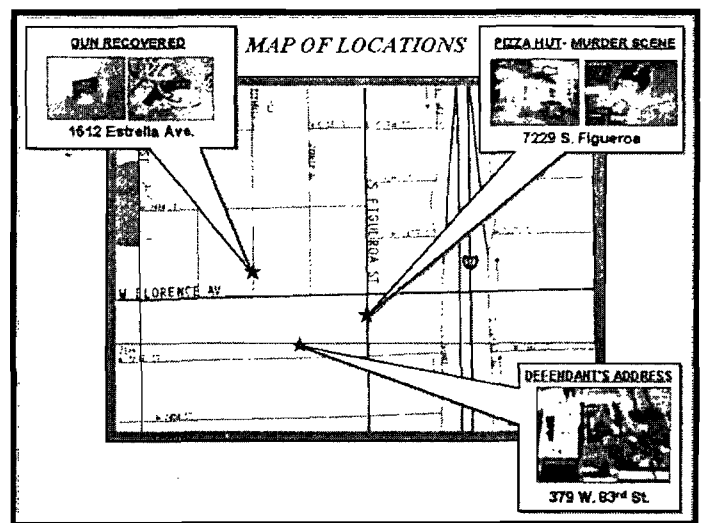 GUN RECOVERED
1612 Estrella Ave.
MAP OF LOCATIONS
PIZZA HUT- MURDER SCENE
7229 S. Figueroa
S FIGUEROA ST
W FLORENCE AV
DEFENDANT'S ADDRESS
379 W. 83rd St.